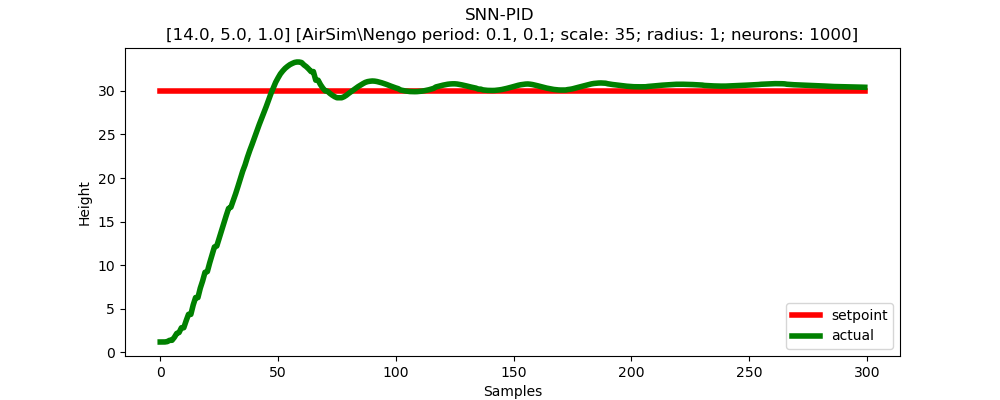 SNN-PID
[14.0, 5.0, 1.0] [AirSim\Nengo period: 0.1, 0.1; scale: 35; radius: 1; neurons: 1000]
30
25
20
15
10
5
0
Height
setpoint
actual
0 50 100 150 200 250 300
Samples